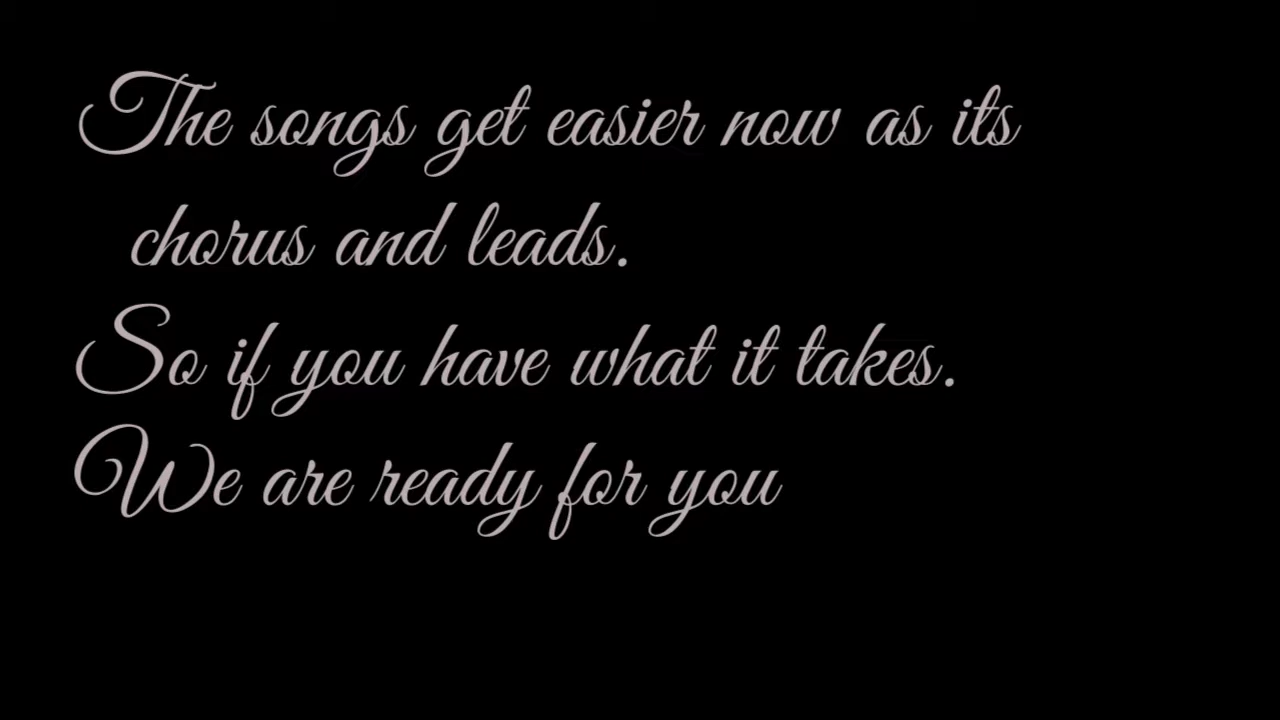 The songs get easier now as its
chorus and leads.
So if you have what it takes.
We are ready for you